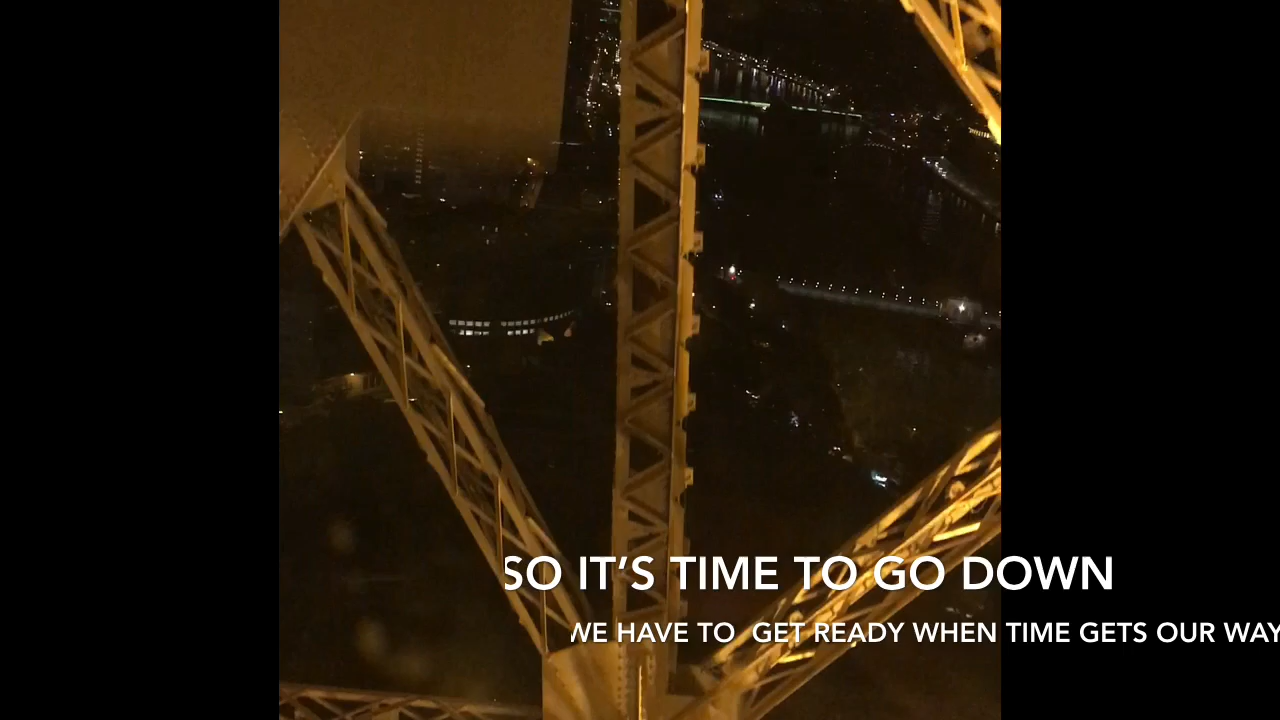 SO IT’S TIME TO GO DOWN
WE HAVE TO GET READY WHEN TIME GETS OUR WAY